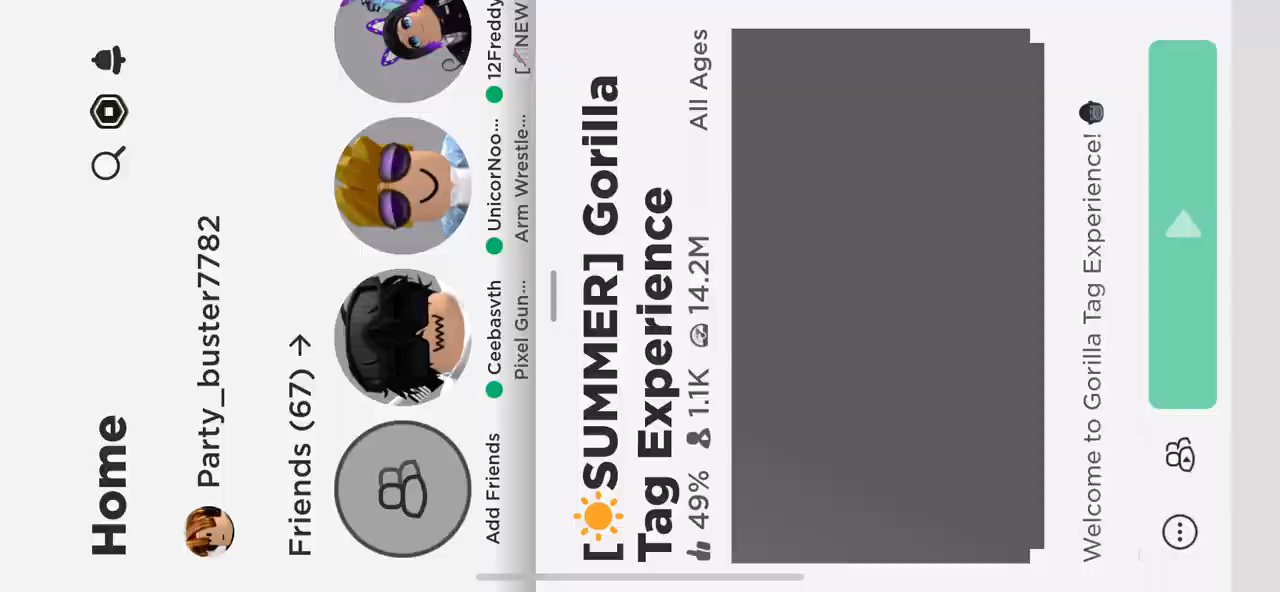 Home
Party_buster7782
Friends (67) →
Add Friends
Ceebasvth
Pixel Gun...
UnicorNoo...
Arm Wrestle...
12Freddy
[NEW
[☀️SUMMER] Gorilla
Tag Experience
49% 1.1K 14.2M All Ages
Welcome to Gorilla Tag Experience!